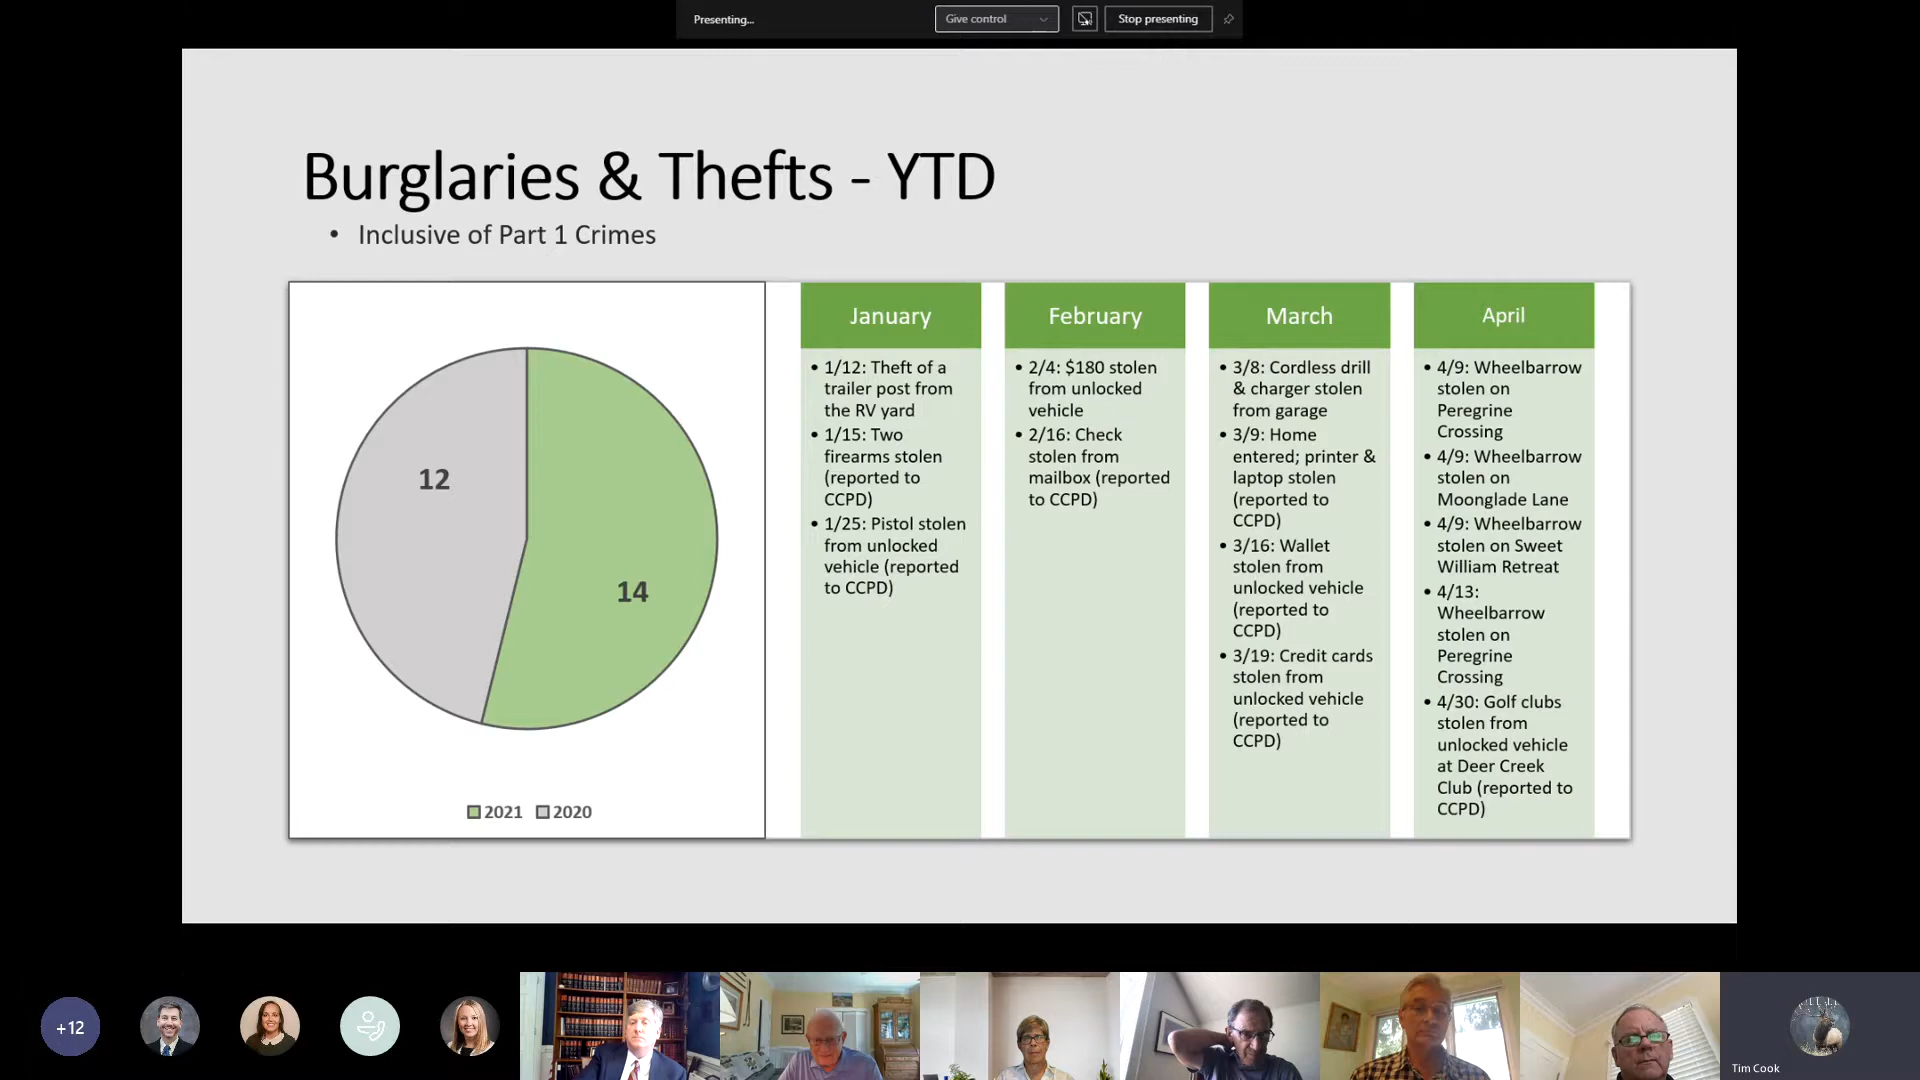 Presenting...
Give control
Stop presenting
Burglaries & Thefts - YTD
• Inclusive of Part 1 Crimes
12
14
2021 2020
January
• 1/12: Theft of a
trailer post from
the RV yard
• 1/15: Two
firearms stolen
(reported to
CCPD)
• 1/25: Pistol stolen
from unlocked
vehicle (reported
to CCPD)
February
• 2/4: $180 stolen
from unlocked
vehicle
• 2/16: Check
stolen from
mailbox (reported
to CCPD)
March
• 3/8: Cordless drill
& charger stolen
from garage
• 3/9: Home
entered; printer &
laptop stolen
(reported to
CCPD)
• 3/16: Wallet
stolen from
unlocked vehicle
(reported to
CCPD)
• 3/19: Credit cards
stolen from
unlocked vehicle
(reported to
CCPD)
April
• 4/9: Wheelbarrow
stolen on
Peregrine
Crossing
• 4/9: Wheelbarrow
stolen on
Moonglade Lane
• 4/9: Wheelbarrow
stolen on Sweet
William Retreat
• 4/13:
Wheelbarrow
stolen on
Peregrine
Crossing
• 4/30: Golf clubs
stolen from
unlocked vehicle
at Deer Creek
Club (reported to
CCPD)
+12
Tim Cook